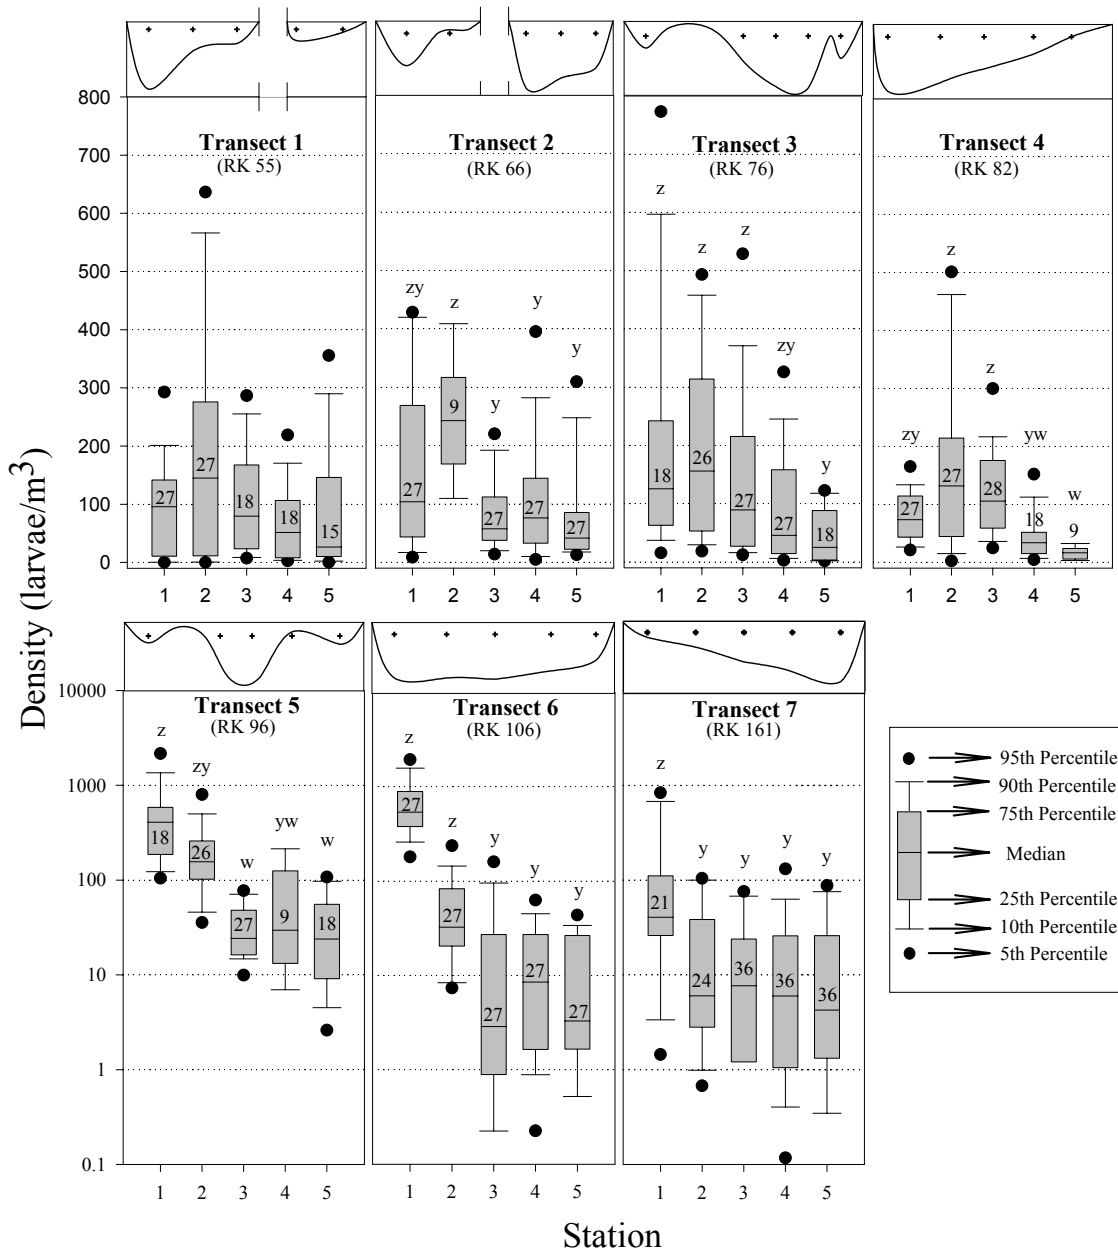 Transect 1
(RK 55)
Transect 2
(RK 66)
Transect 3
(RK 76)
Transect 4
(RK 82)
800
700
600
500
400
300
200
100
0
27
27
18
18
15
1 2 3 4 5
zy z y y y
27
9
27
27
27
1 2 3 4 5
z z z zy y
18
26
27
27
18
1 2 3 4 5
zy z z yw w
27
27
28
18
9
1 2 3 4 5
Density (larvae/m3)
Transect 5
(RK 96)
Transect 6
(RK 106)
Transect 7
(RK 161)
10000
1000
100
10
1
0.1
z zy w yw w
18
26
27
9
18
1 2 3 4 5
z z y y y
27
27
27
27
27
1 2 3 4 5
z y y y y
21
24
36
36
36
1 2 3 4 5
95th Percentile
90th Percentile
75th Percentile
Median
25th Percentile
10th Percentile
5th Percentile
Station